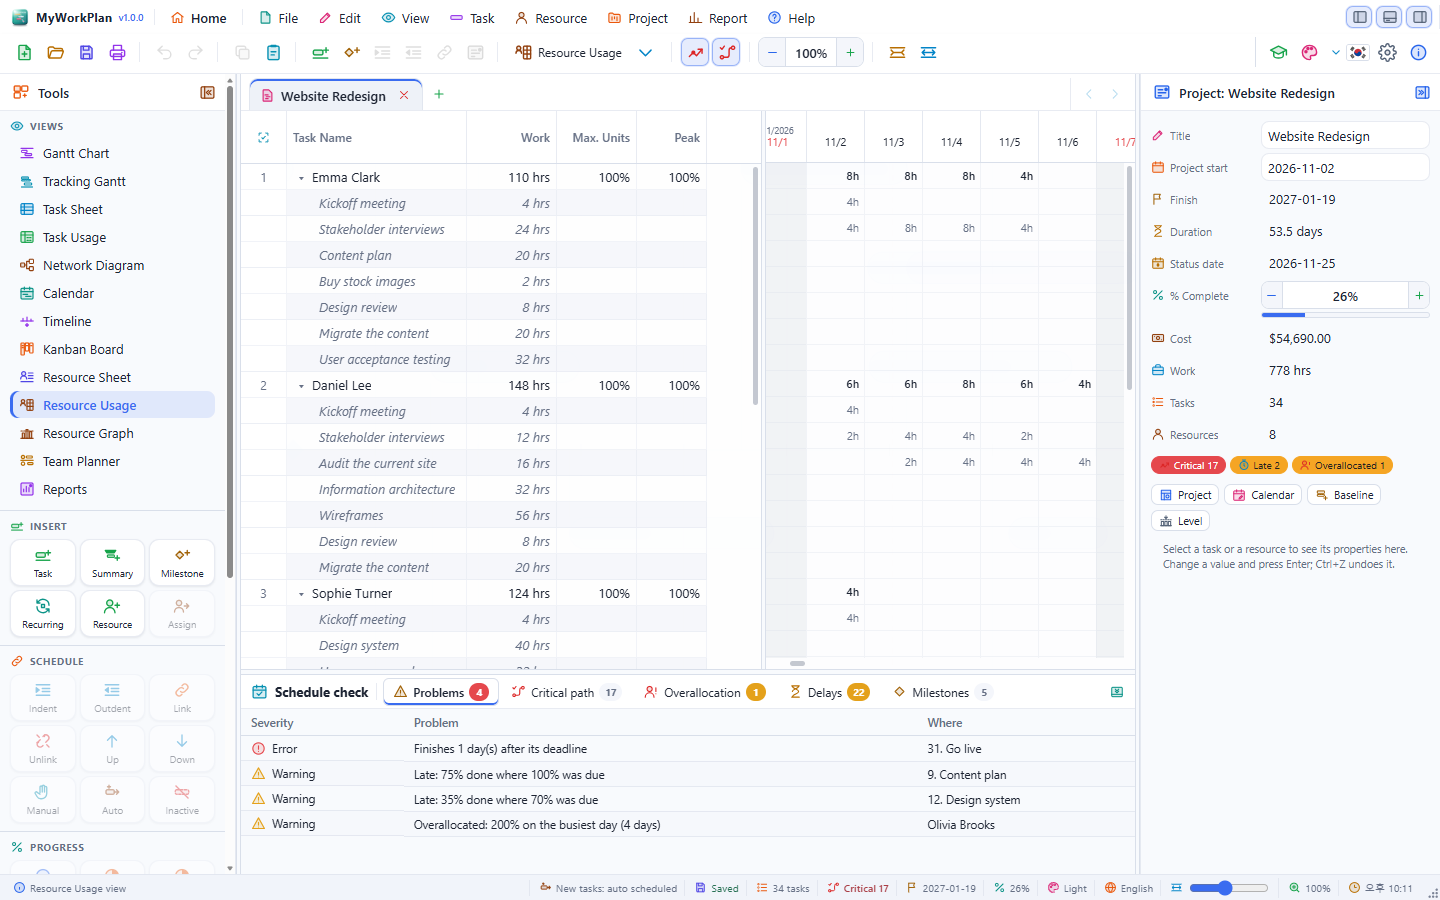 MyWorkPlan v1.0.0 Home File Edit View Task Resource Project Report Help
Resource Usage 100%
Tools
VIEWS
Gantt Chart
Tracking Gantt
Task Sheet
Task Usage
Network Diagram
Calendar
Timeline
Kanban Board
Resource Sheet
Resource Usage
Resource Graph
Team Planner
Reports
INSERT
Task Summary Milestone
Recurring Resource Assign
SCHEDULE
Indent Outdent Link
Unlink Up Down
Manual Auto Inactive
PROGRESS
Website Redesign
Task Name Work Max. Units Peak
1/2026
11/1 11/2 11/3 11/4 11/5 11/6 11/7
1 Emma Clark 110 hrs 100% 100% 8h 8h 8h 4h
Kickoff meeting 4 hrs 4h
Stakeholder interviews 24 hrs 4h 8h 8h 4h
Content plan 20 hrs
Buy stock images 2 hrs
Design review 8 hrs
Migrate the content 20 hrs
User acceptance testing 32 hrs
2 Daniel Lee 148 hrs 100% 100% 6h 6h 8h 6h 4h
Kickoff meeting 4 hrs 4h
Stakeholder interviews 12 hrs 2h 4h 4h 2h
Audit the current site 16 hrs 2h 4h 4h 4h
Information architecture 32 hrs
Wireframes 56 hrs
Design review 8 hrs
Migrate the content 20 hrs
3 Sophie Turner 124 hrs 100% 100% 4h
Kickoff meeting 4 hrs 4h
Design system 40 hrs
Schedule check Problems 4 Critical path 17 Overallocation 1 Delays 22 Milestones 5
Severity Problem Where
Error Finishes 1 day(s) after its deadline 31. Go live
Warning Late: 75% done where 100% was due 9. Content plan
Warning Late: 35% done where 70% was due 12. Design system
Warning Overallocated: 200% on the busiest day (4 days) Olivia Brooks
Project: Website Redesign
Title Website Redesign
Project start 2026-11-02
Finish 2027-01-19
Duration 53.5 days
Status date 2026-11-25
% Complete 26%
Cost $54,690.00
Work 778 hrs
Tasks 34
Resources 8
Critical 17 Late 2 Overallocated 1
Project Calendar Baseline
Level
Select a task or a resource to see its properties here.
Change a value and press Enter; Ctrl+Z undoes it.
Resource Usage view New tasks: auto scheduled Saved 34 tasks Critical 17 2027-01-19 26% Light English 100% 오후 10:11